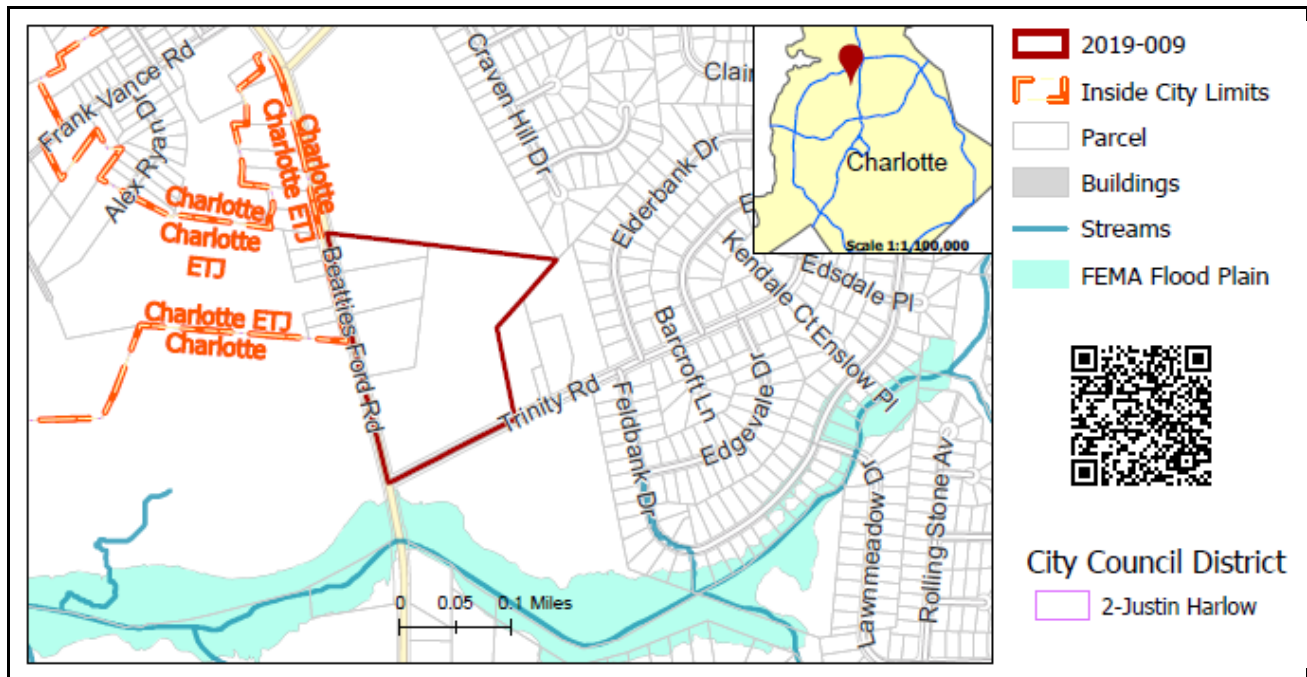 Frank Vance Rd
Alex Ryan Dr
Craven Hill Dr
Clair
Charlotte
Charlotte ETJ
Charlotte
Charlotte
ETJ
Charlotte ETJ
Charlotte
Beatties Ford Rd
Elderbank Dr
Kendale Ct
Edsdale Pl
Enslow Pl
Barcroft Ln
Edgevale Dr
Trinity Rd
Feldbank Dr
Lawnmeadow Dr
Rolling Stone Av
0 0.05 0.1 Miles
Charlotte
Scale 1:1,100,000
2019-009
Inside City Limits
Parcel
Buildings
Streams
FEMA Flood Plain
City Council District
2-Justin Harlow